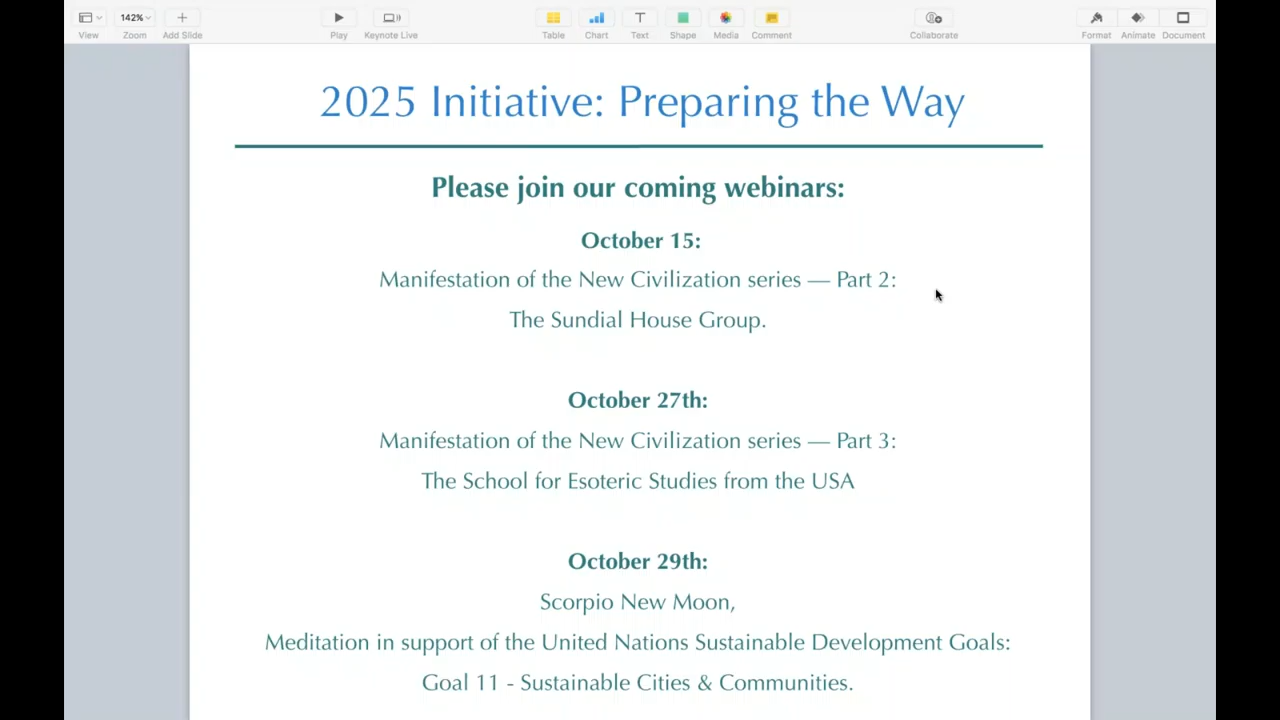 142%
View
Zoom
Add Slide
Play
Keynote Live
Table
Chart
Text
Shape
Media
Comment
Collaborate
Format
Animate
Document
2025 Initiative: Preparing the Way
Please join our coming webinars:
October 15:
Manifestation of the New Civilization series — Part 2:
The Sundial House Group.
October 27th:
Manifestation of the New Civilization series — Part 3:
The School for Esoteric Studies from the USA
October 29th:
Scorpio New Moon,
Meditation in support of the United Nations Sustainable Development Goals:
Goal 11 - Sustainable Cities & Communities.